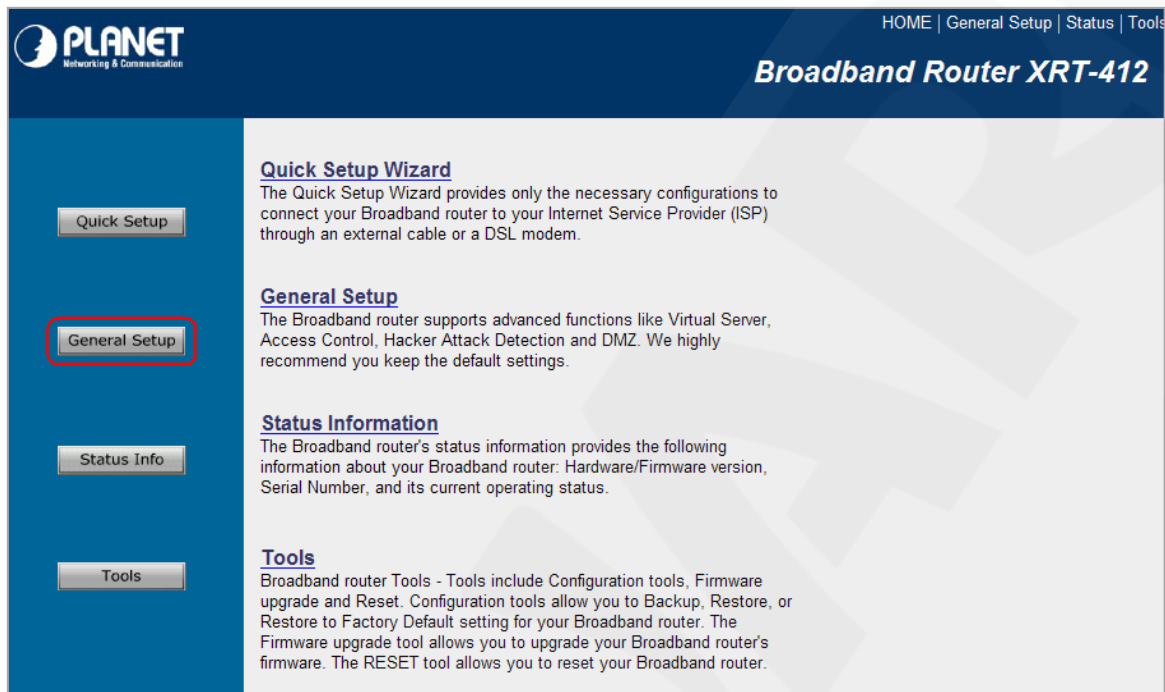 PLANET
Networking & Communication
HOME | General Setup | Status | Tools
Broadband Router XRT-412
Quick Setup
General Setup
Status Info
Tools
Quick Setup Wizard
The Quick Setup Wizard provides only the necessary configurations to
connect your Broadband router to your Internet Service Provider (ISP)
through an external cable or a DSL modem.
General Setup
The Broadband router supports advanced functions like Virtual Server,
Access Control, Hacker Attack Detection and DMZ. We highly
recommend you keep the default settings.
Status Information
The Broadband router's status information provides the following
information about your Broadband router: Hardware/Firmware version,
Serial Number, and its current operating status.
Tools
Broadband router Tools - Tools include Configuration tools, Firmware
upgrade and Reset. Configuration tools allow you to Backup, Restore, or
Restore to Factory Default setting for your Broadband router. The
Firmware upgrade tool allows you to upgrade your Broadband router's
firmware. The RESET tool allows you to reset your Broadband router.